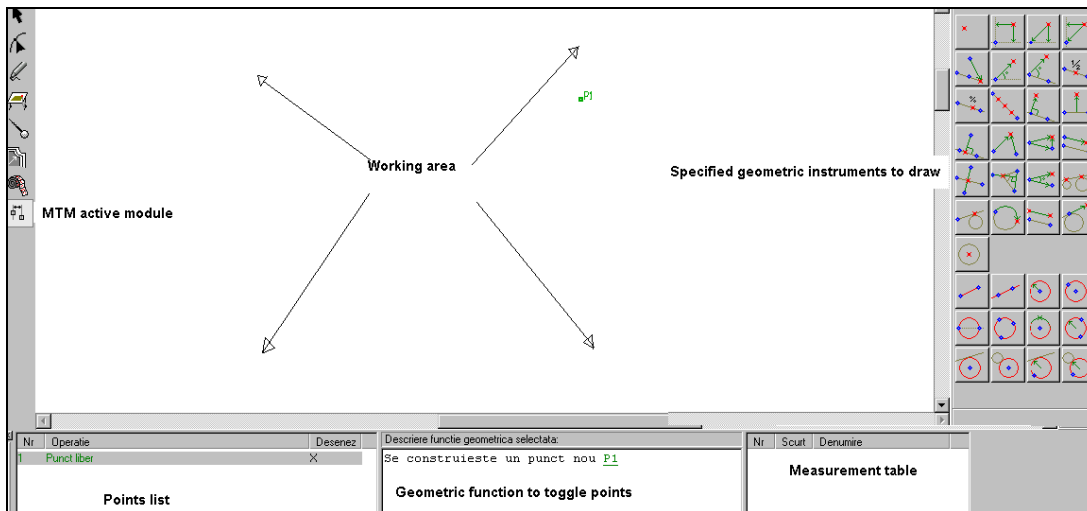 P1
Working area
Specified geometric instruments to draw
MTM active module
1/2
%
Nr Operatie Desenez
1 Punct liber X
Points list
Descriere functie geometrica selectata:
Se construieste un punct nou P1
Geometric function to toggle points
Nr Scurt Denumire
Measurement table